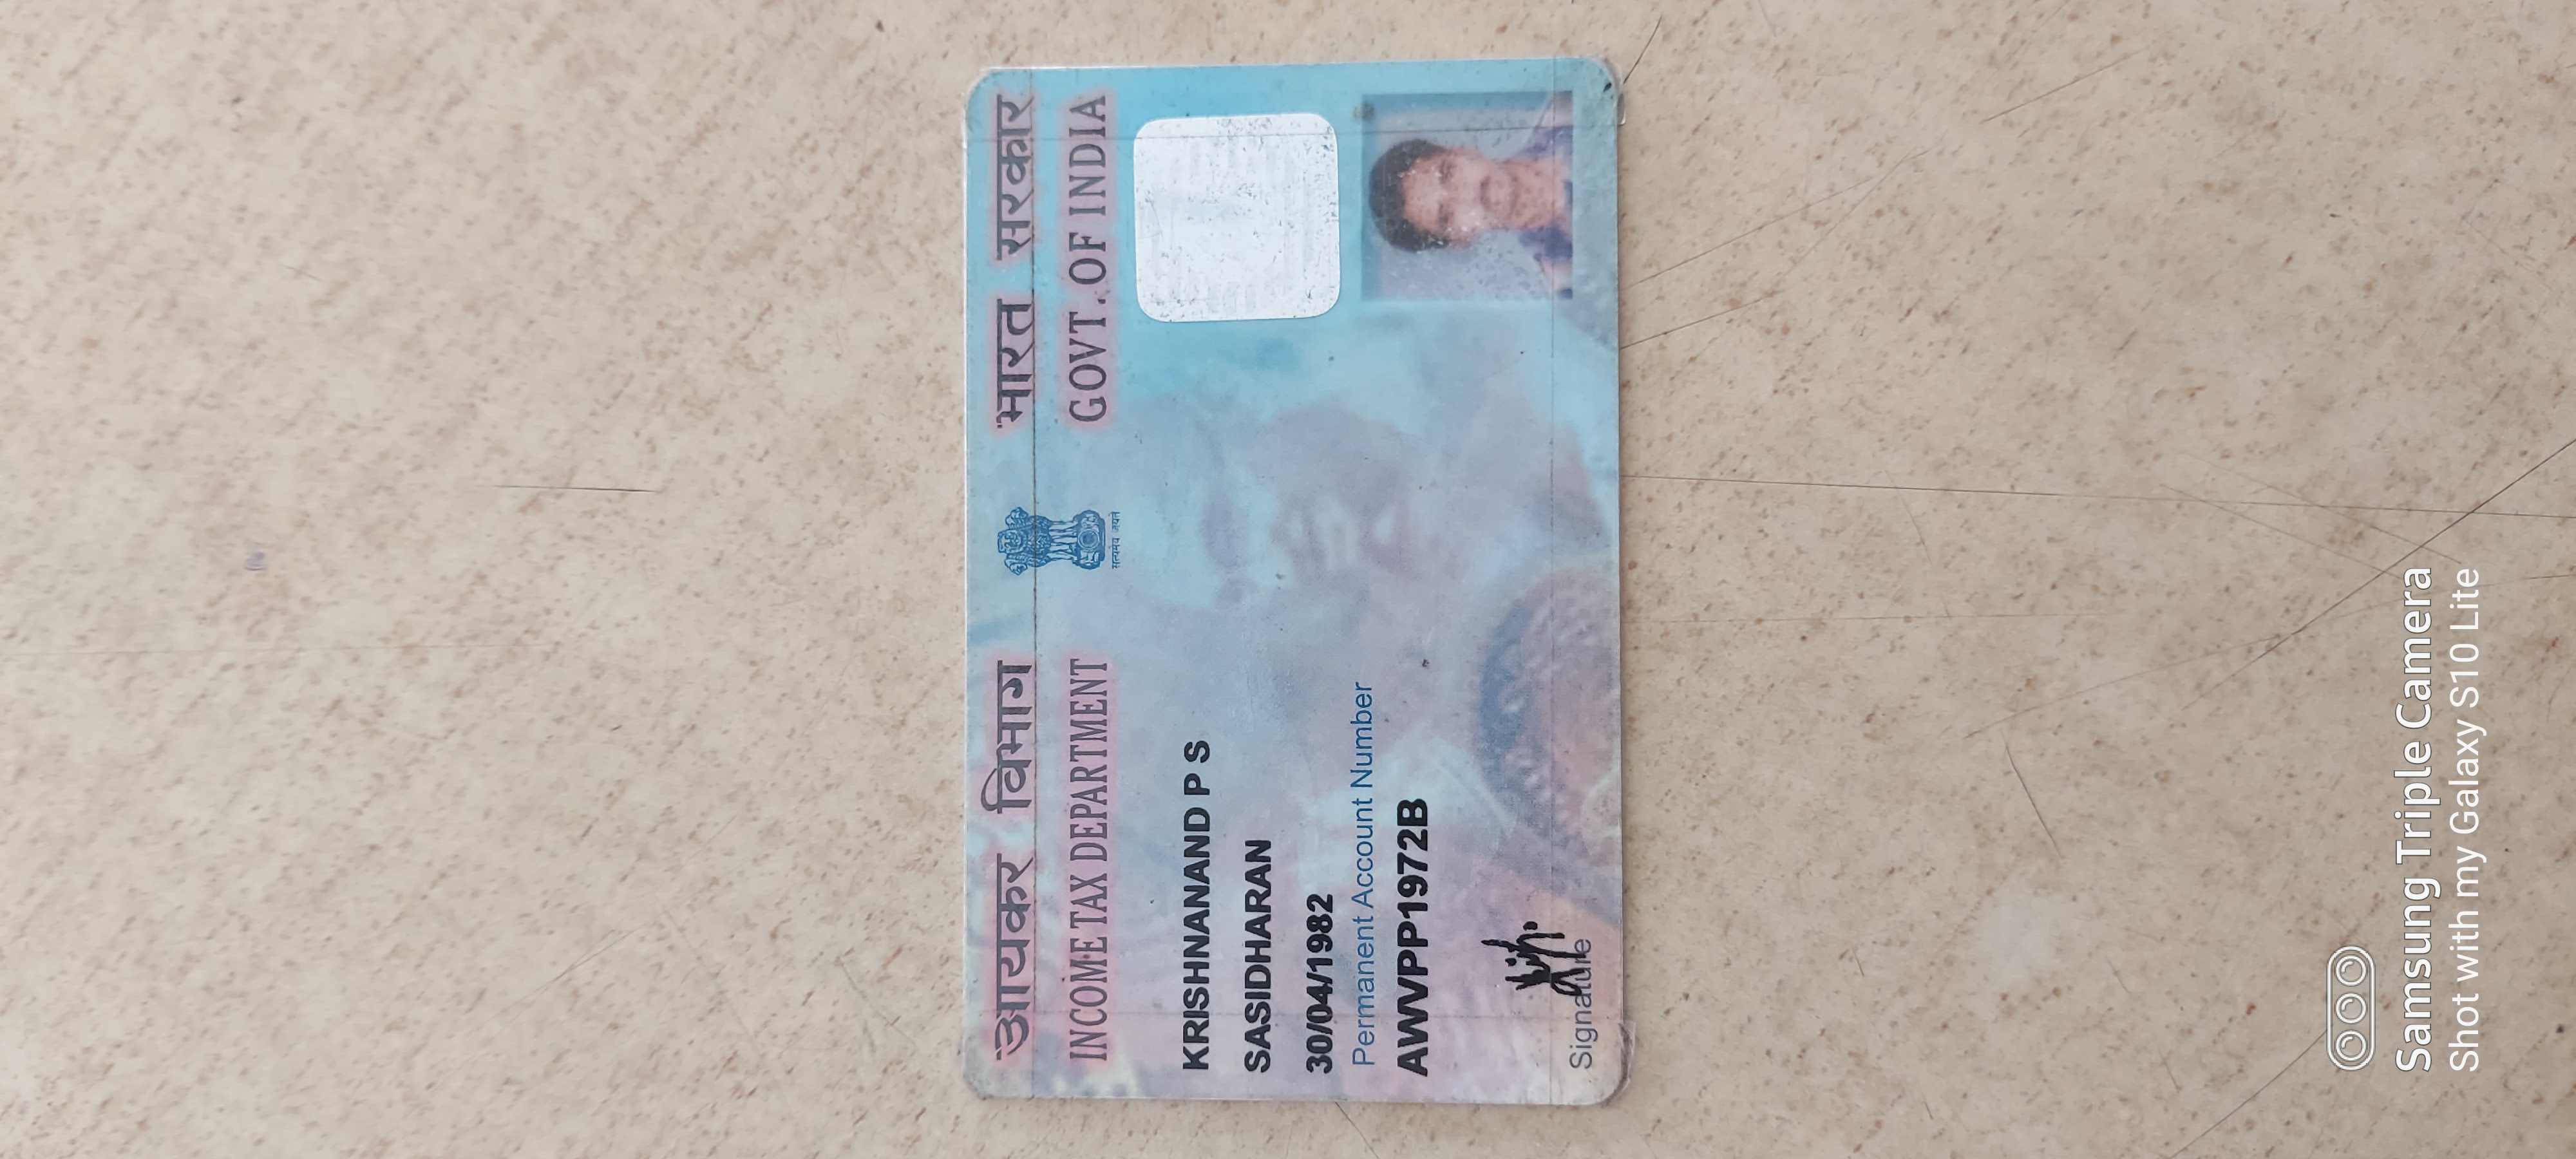 आयकर विभाग
INCOME TAX DEPARTMENT
सत्यमेव जयते
भारत सरकार
GOVT. OF INDIA
KRISHNANAND P S
SASIDHARAN
30/04/1982
Permanent Account Number
AWVPP1972B
Signature
Samsung Triple Camera
Shot with my Galaxy S10 Lite